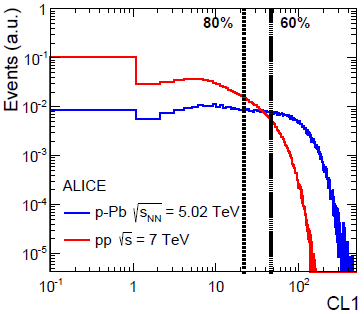 Events (a.u.)
80% 60%
1
10⁻¹
10⁻²
10⁻³
10⁻⁴
10⁻⁵
ALICE
p-Pb √sNN = 5.02 TeV
pp √s = 7 TeV
10⁻¹ 1 10 10²
CL1